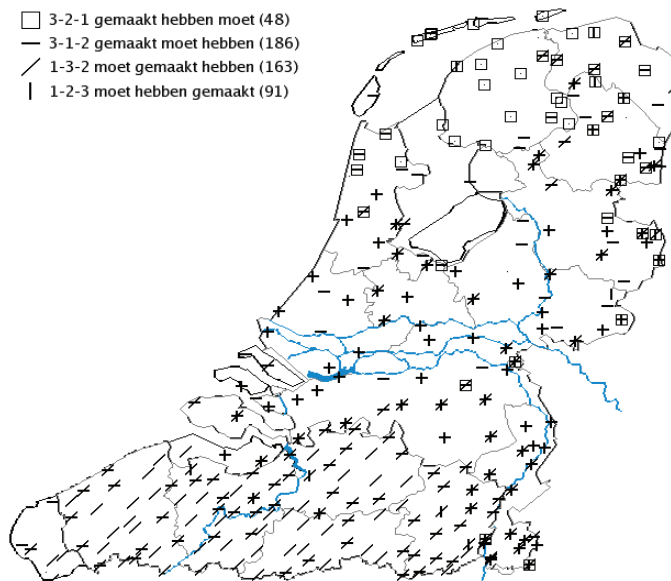 3-2-1 gemaakt hebben moet (48)
3-1-2 gemaakt moet hebben (186)
1-3-2 moet gemaakt hebben (163)
1-2-3 moet hebben gemaakt (91)